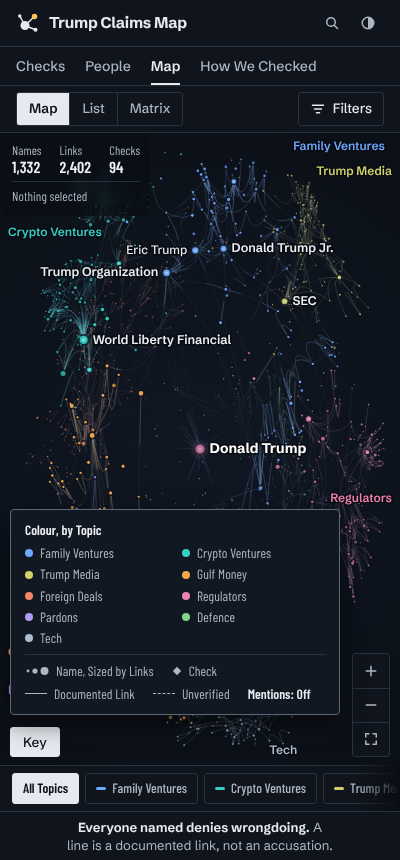 Trump Claims Map
Checks People Map How We Checked
Map List Matrix Filters
Names Links Checks
1,332 2,402 94
Nothing selected
Family Ventures
Trump Media
Crypto Ventures
Eric Trump
Donald Trump Jr.
Trump Organization
SEC
World Liberty Financial
Donald Trump
Regulators
Colour, by Topic
Family Ventures Crypto Ventures
Trump Media Gulf Money
Foreign Deals Regulators
Pardons Defence
Tech
Name, Sized by Links Check
Documented Link Unverified Mentions: Off
Key
Tech
All Topics Family Ventures Crypto Ventures Trump
Everyone named denies wrongdoing. A
line is a documented link, not an accusation.